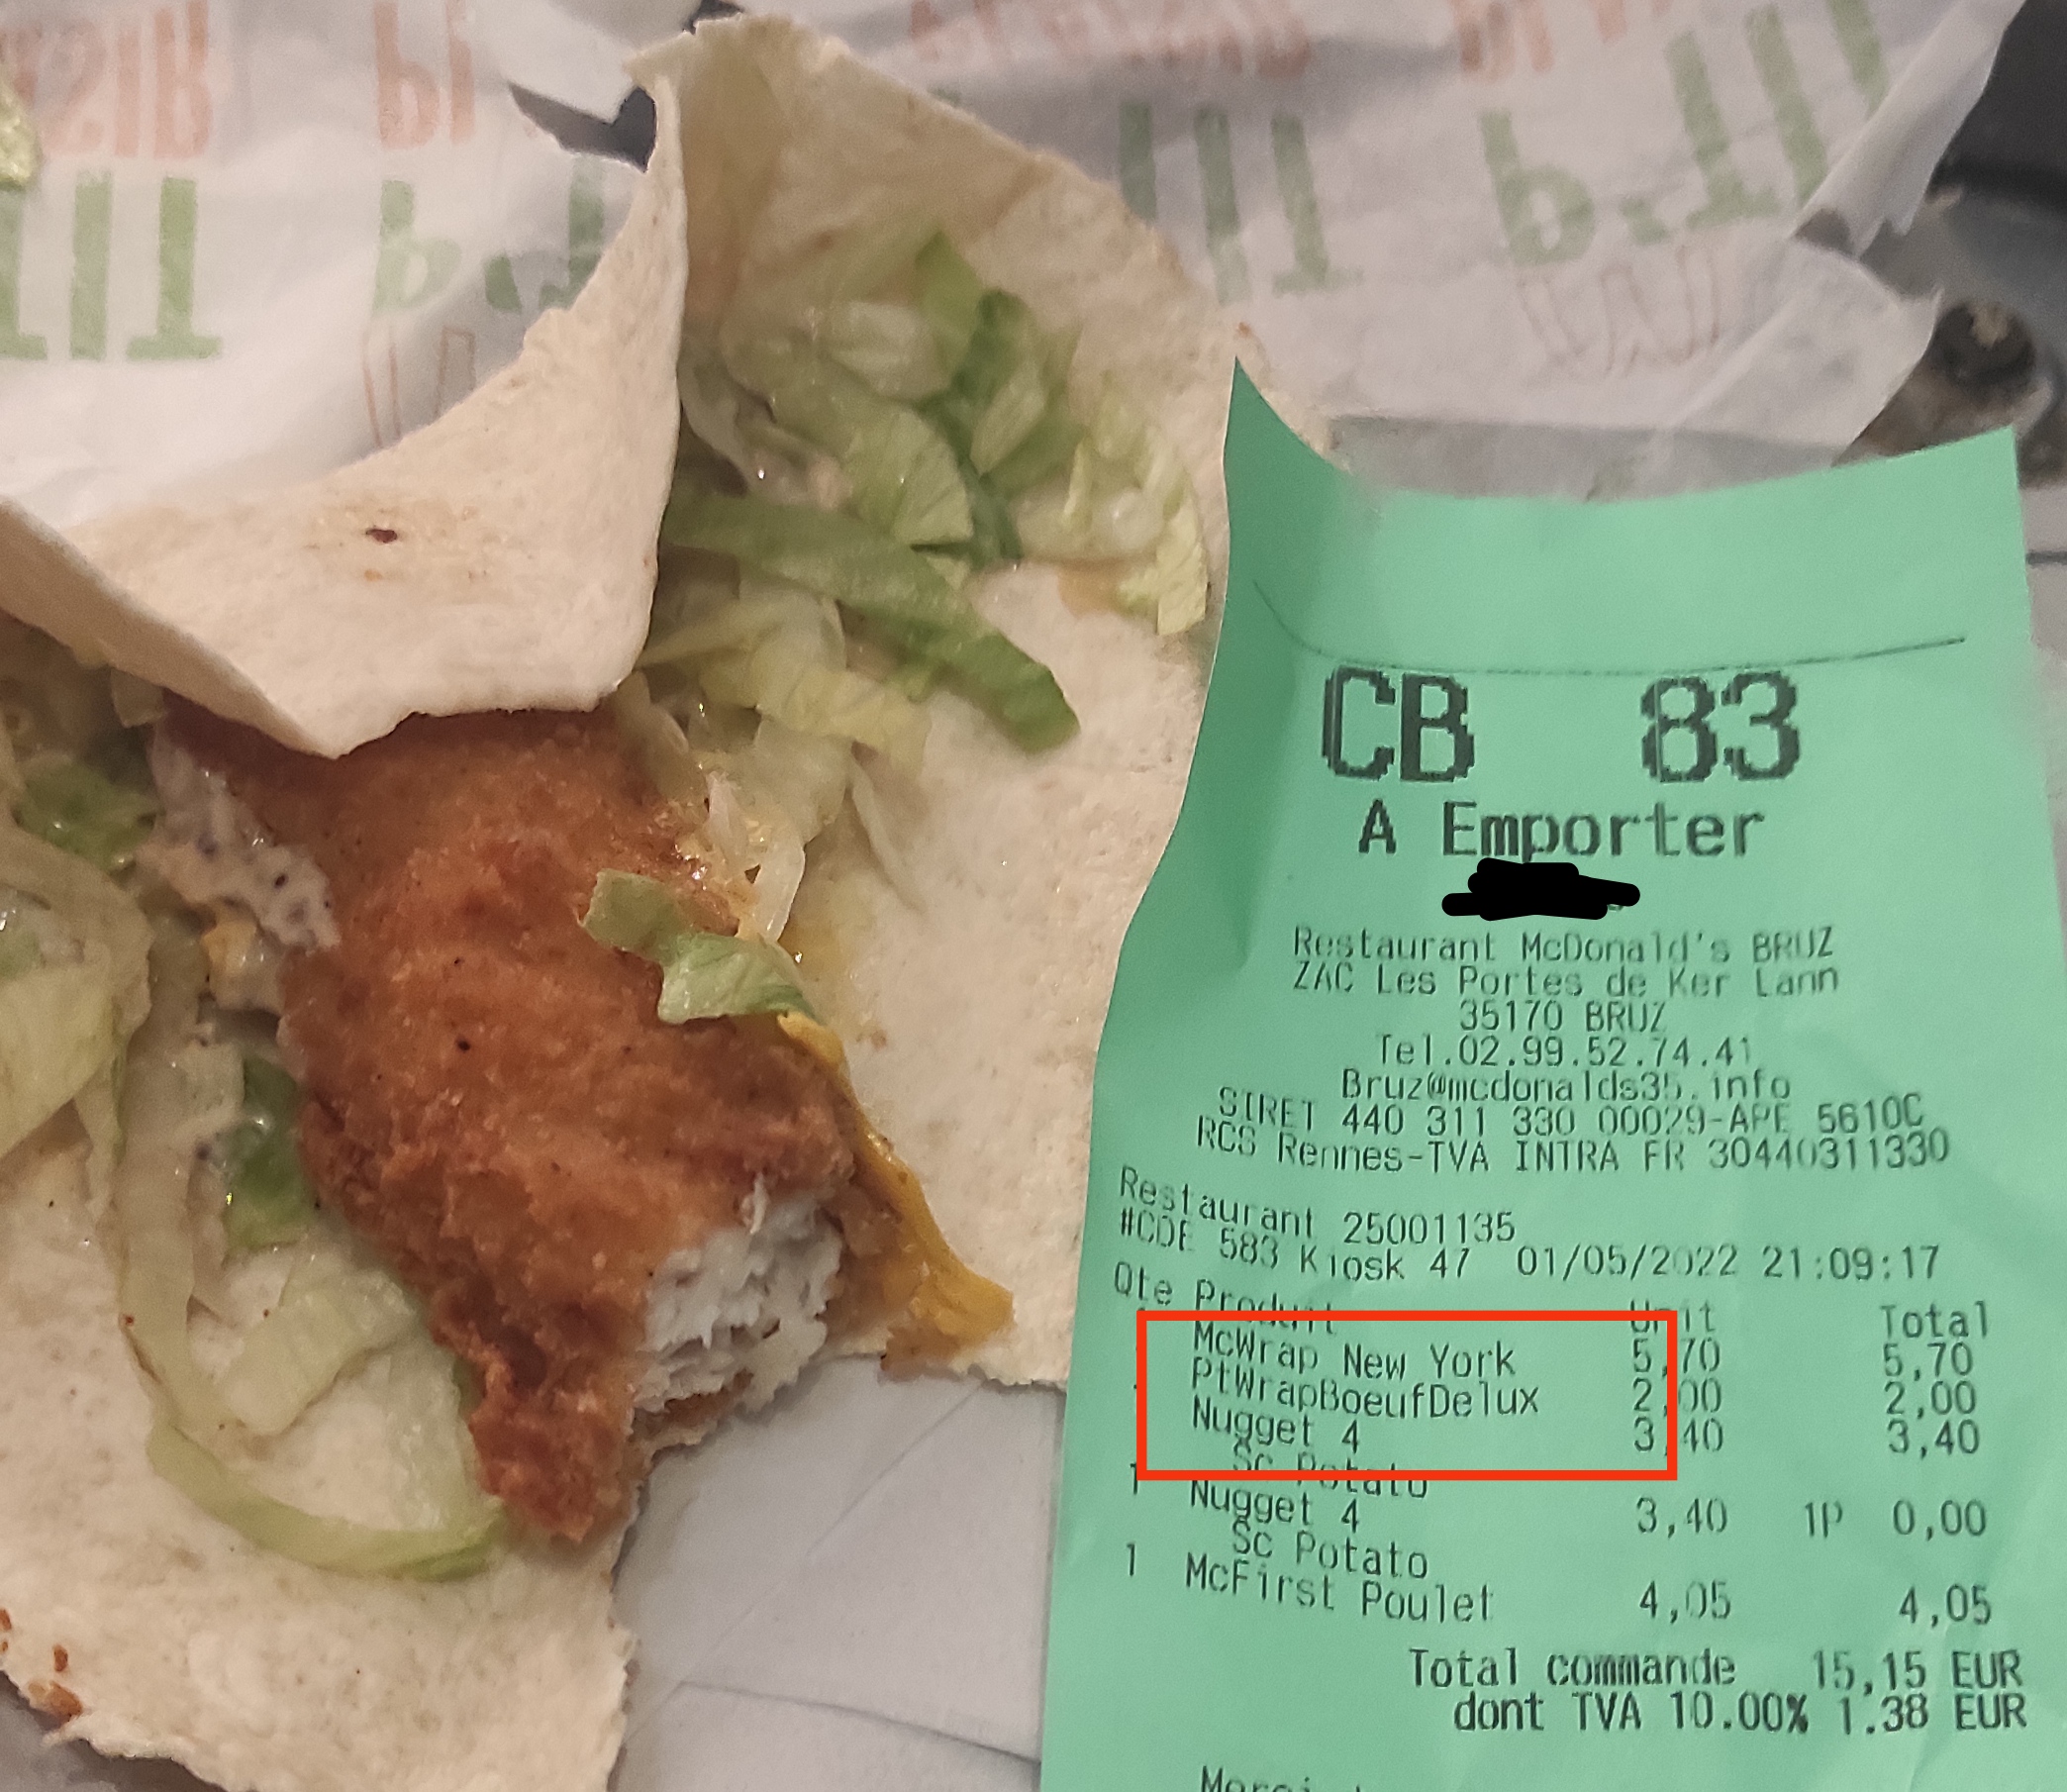 CB 83
A Emporter
Restaurant McDonald's BRUZ
ZAC Les Portes de Ker Lann
35170 BRUZ
Tel.02.99.52.74.41
Bruz@mcdonalds35.info
SIRET 440 311 330 00029-APE 5610C
RCS Rennes-TVA INTRA FR 30440311330
Restaurant 25001135
#CDE 583 Kiosk 47 01/05/2022 21:09:17
Qte Produit Unit Total
McWrap New York 5,70 5,70
PtWrapBoeufDelux 2,00 2,00
Nugget 4 3,40 3,40
Sc Potato
1 Nugget 4 3,40 1P 0,00
Sc Potato
1 McFirst Poulet 4,05 4,05
Total commande 15,15 EUR
dont TVA 10.00% 1.38 EUR